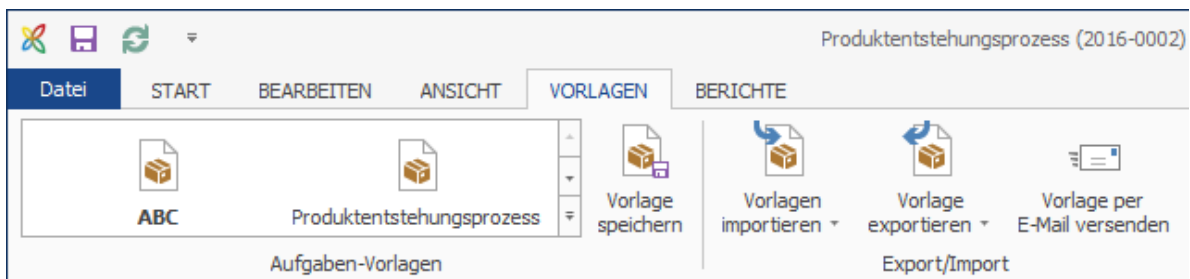 Produktentstehungsprozess (2016-0002)
Datei START BEARBEITEN ANSICHT VORLAGEN BERICHTE
ABC Produktentstehungsprozess
Vorlage speichern
Vorlagen importieren
Vorlage exportieren
Vorlage per E-Mail versenden
Aufgaben-Vorlagen Export/Import